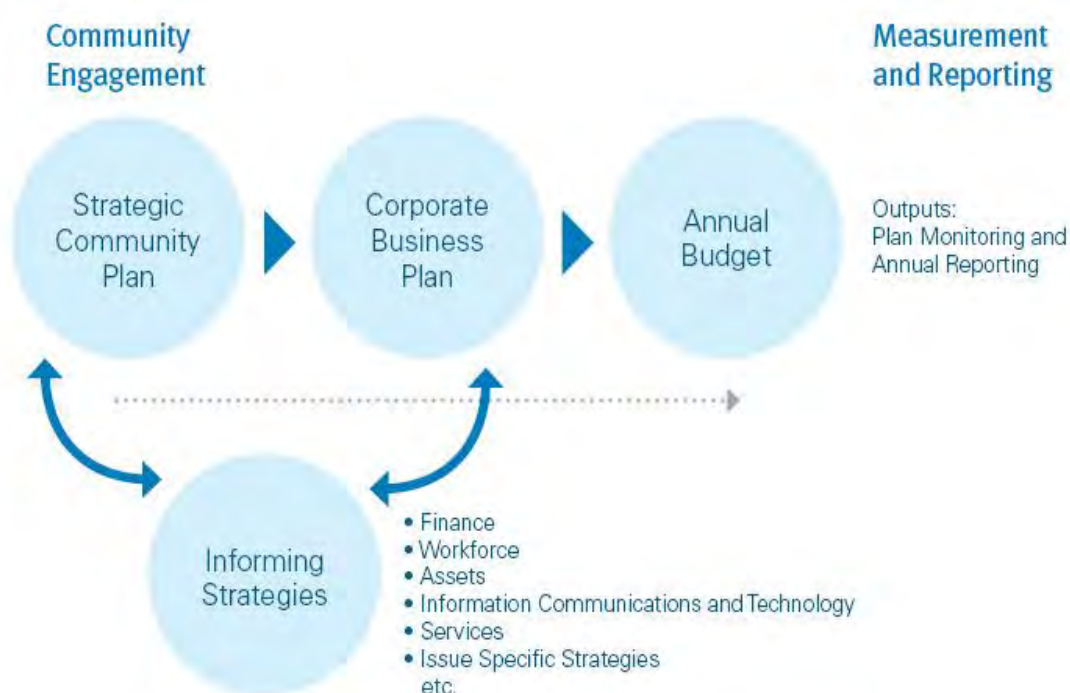 Community
Engagement
Measurement
and Reporting
Strategic
Community
Plan
Corporate
Business
Plan
Annual
Budget
Outputs:
Plan Monitoring and
Annual Reporting
Informing
Strategies
• Finance
• Workforce
• Assets
• Information Communications and Technology
• Services
• Issue Specific Strategies
etc.